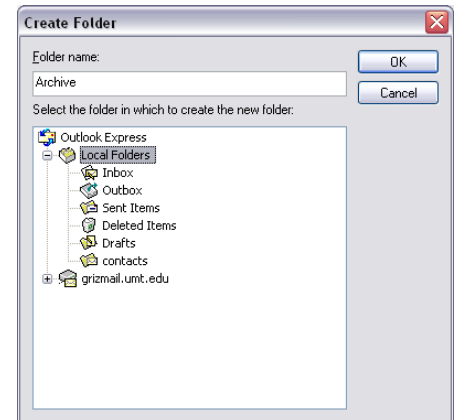 Create Folder
Folder name:
OK
Archive
Cancel
Select the folder in which to create the new folder:
Outlook Express
Local Folders
Inbox
Outbox
Sent Items
Deleted Items
Drafts
contacts
grizmail.umt.edu